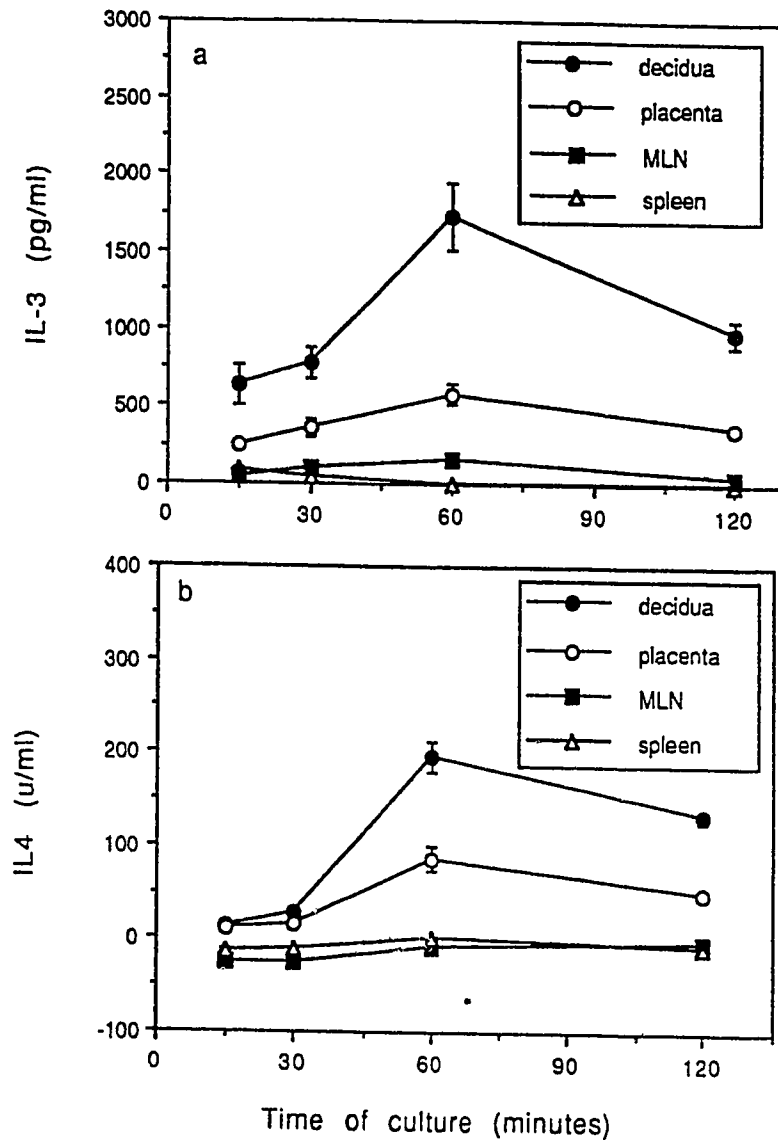 3000
2500
2000
1500
1000
500
0
IL-3 (pg/ml)
a
decidua
placenta
MLN
spleen
0 30 60 90 120
400
300
200
100
0
-100
IL4 (u/ml)
b
decidua
placenta
MLN
spleen
0 30 60 90 120
Time of culture (minutes)